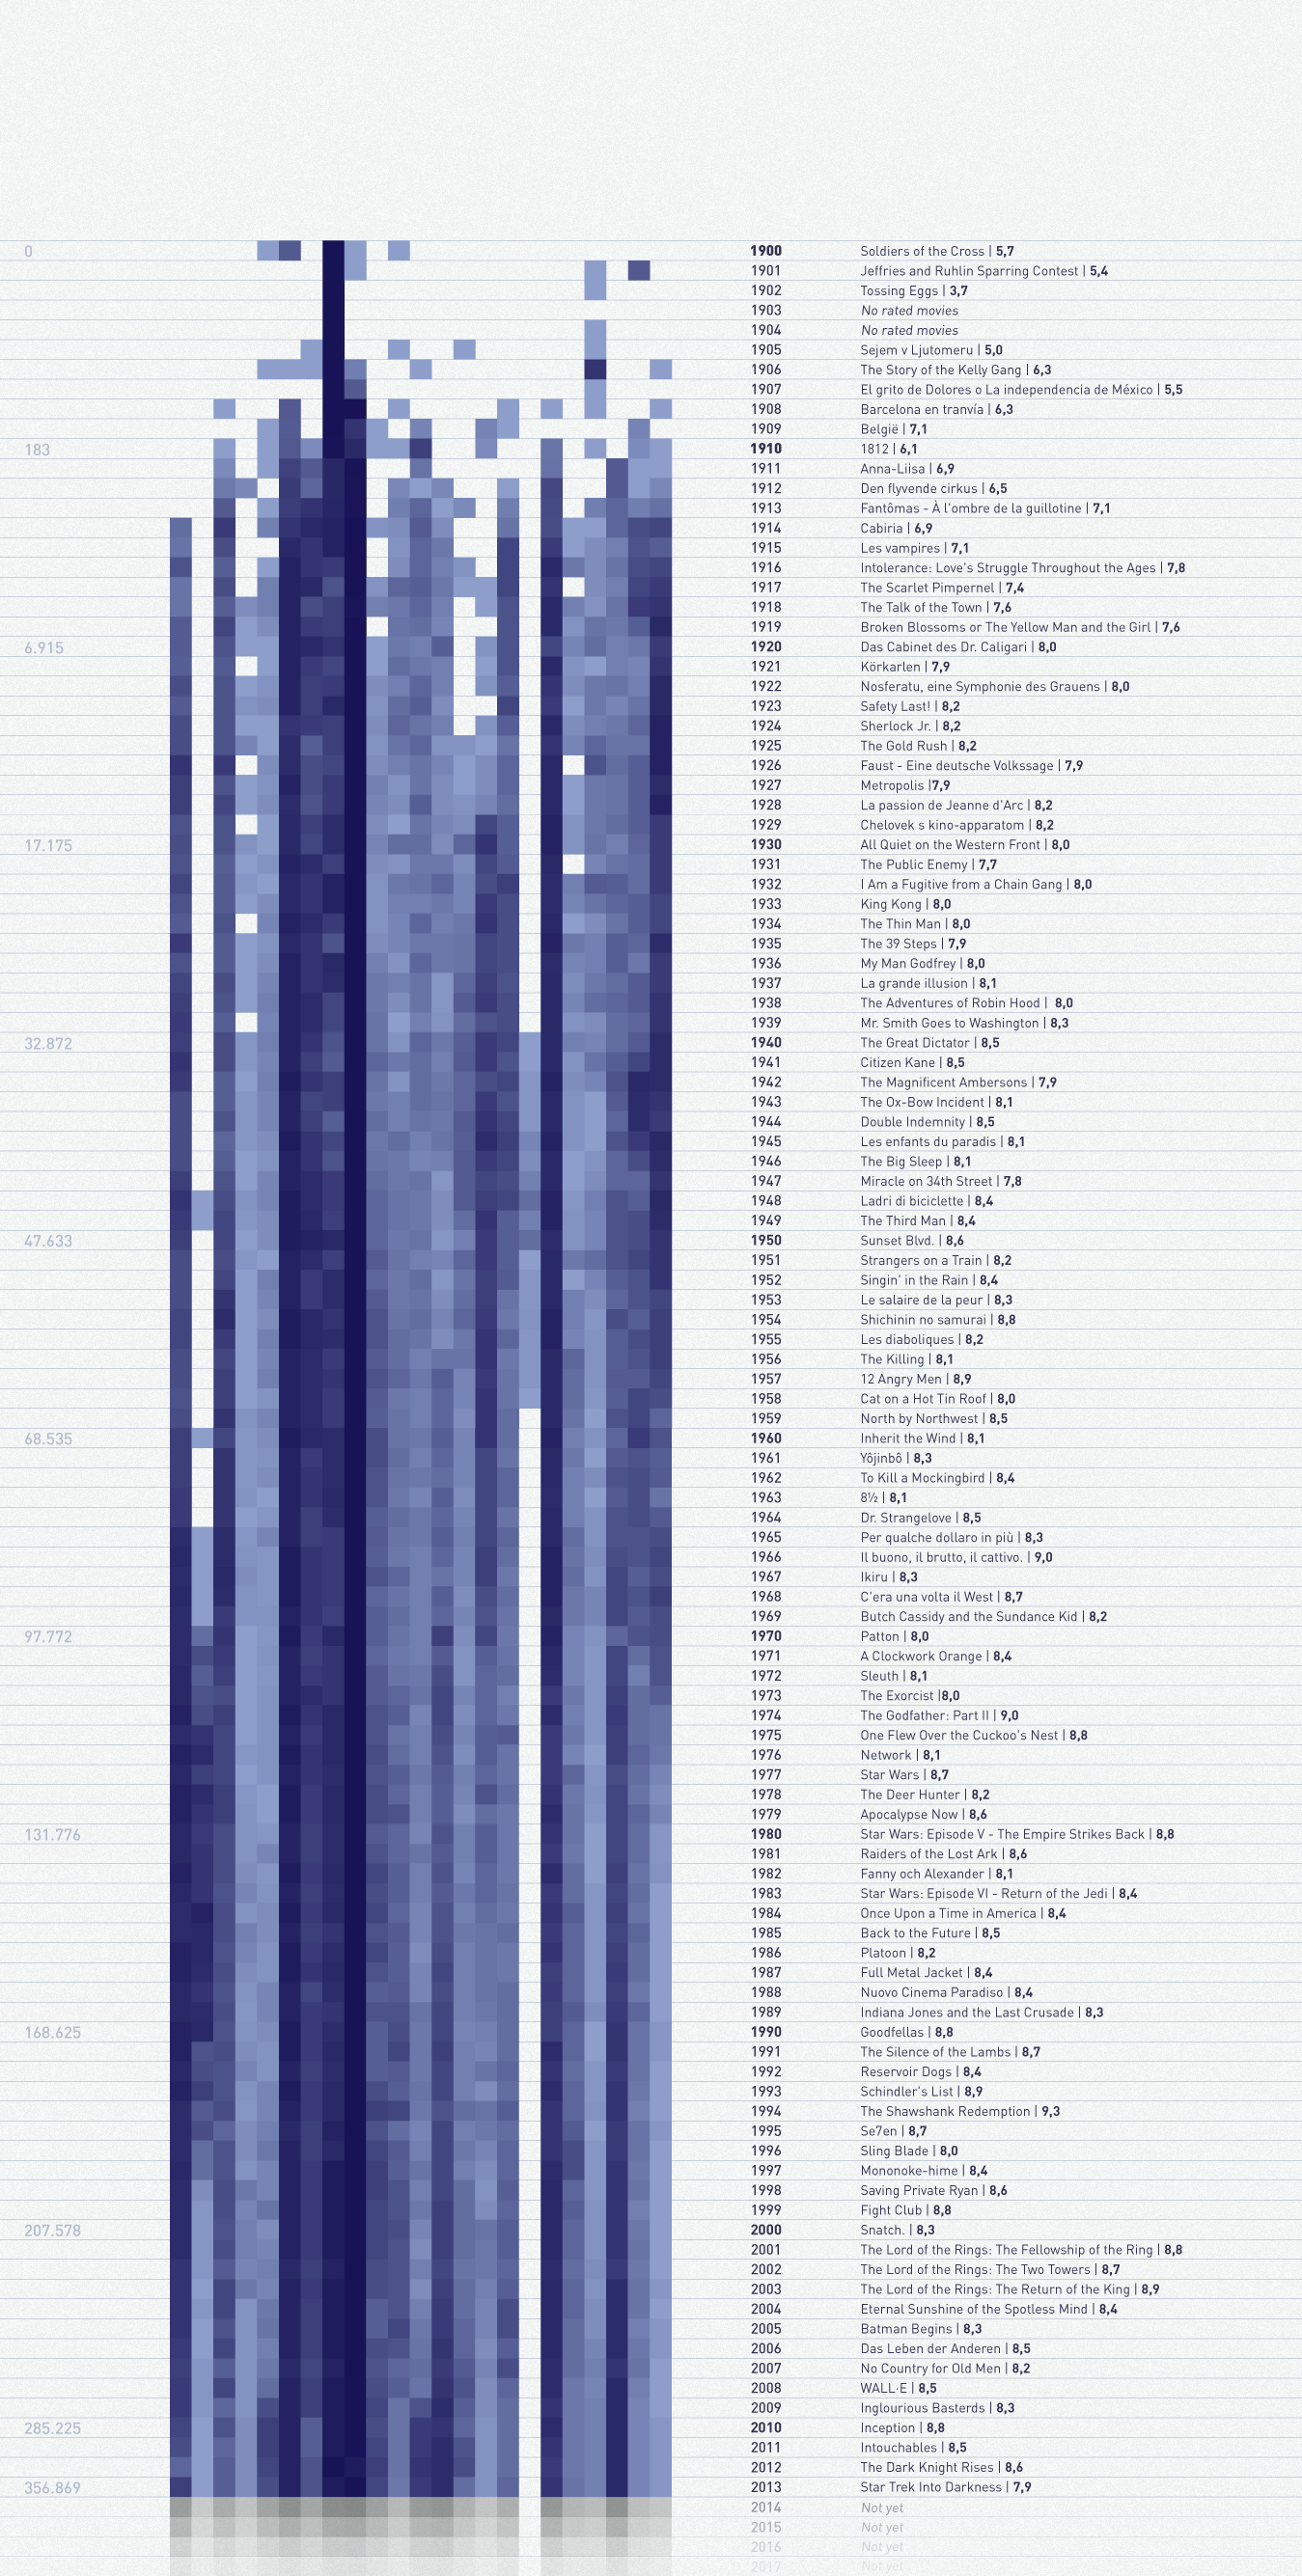 0 1900 Soldiers of the Cross | 5,7
1901 Jeffries and Ruhlin Sparring Contest | 5,4
1902 Tossing Eggs | 3,7
1903 No rated movies
1904 No rated movies
1905 Sejem v Ljutomeru | 5,0
1906 The Story of the Kelly Gang | 6,3
1907 El grito de Dolores o La independencia de México | 5,5
1908 Barcelona en tranvía | 6,3
1909 België | 7,1
183 1910 1812 | 6,1
1911 Anna-Liisa | 6,9
1912 Den flyvende cirkus | 6,5
1913 Fantômas - À l'ombre de la guillotine | 7,1
1914 Cabiria | 6,9
1915 Les vampires | 7,1
1916 Intolerance: Love's Struggle Throughout the Ages | 7,8
1917 The Scarlet Pimpernel | 7,4
1918 The Talk of the Town | 7,6
1919 Broken Blossoms or The Yellow Man and the Girl | 7,6
6.915 1920 Das Cabinet des Dr. Caligari | 8,0
1921 Körkarlen | 7,9
1922 Nosferatu, eine Symphonie des Grauens | 8,0
1923 Safety Last! | 8,2
1924 Sherlock Jr. | 8,2
1925 The Gold Rush | 8,2
1926 Faust - Eine deutsche Volkssage | 7,9
1927 Metropolis |7,9
1928 La passion de Jeanne d'Arc | 8,2
1929 Chelovek s kino-apparatom | 8,2
17.175 1930 All Quiet on the Western Front | 8,0
1931 The Public Enemy | 7,7
1932 I Am a Fugitive from a Chain Gang | 8,0
1933 King Kong | 8,0
1934 The Thin Man | 8,0
1935 The 39 Steps | 7,9
1936 My Man Godfrey | 8,0
1937 La grande illusion | 8,1
1938 The Adventures of Robin Hood | 8,0
1939 Mr. Smith Goes to Washington | 8,3
32.872 1940 The Great Dictator | 8,5
1941 Citizen Kane | 8,5
1942 The Magnificent Ambersons | 7,9
1943 The Ox-Bow Incident | 8,1
1944 Double Indemnity | 8,5
1945 Les enfants du paradis | 8,1
1946 The Big Sleep | 8,1
1947 Miracle on 34th Street | 7,8
1948 Ladri di biciclette | 8,4
1949 The Third Man | 8,4
47.633 1950 Sunset Blvd. | 8,6
1951 Strangers on a Train | 8,2
1952 Singin' in the Rain | 8,4
1953 Le salaire de la peur | 8,3
1954 Shichinin no samurai | 8,8
1955 Les diaboliques | 8,2
1956 The Killing | 8,1
1957 12 Angry Men | 8,9
1958 Cat on a Hot Tin Roof | 8,0
1959 North by Northwest | 8,5
68.535 1960 Inherit the Wind | 8,1
1961 Yôjinbô | 8,3
1962 To Kill a Mockingbird | 8,4
1963 8½ | 8,1
1964 Dr. Strangelove | 8,5
1965 Per qualche dollaro in più | 8,3
1966 Il buono, il brutto, il cattivo. | 9,0
1967 Ikiru | 8,3
1968 C'era una volta il West | 8,7
1969 Butch Cassidy and the Sundance Kid | 8,2
97.772 1970 Patton | 8,0
1971 A Clockwork Orange | 8,4
1972 Sleuth | 8,1
1973 The Exorcist |8,0
1974 The Godfather: Part II | 9,0
1975 One Flew Over the Cuckoo's Nest | 8,8
1976 Network | 8,1
1977 Star Wars | 8,7
1978 The Deer Hunter | 8,2
1979 Apocalypse Now | 8,6
131.776 1980 Star Wars: Episode V - The Empire Strikes Back | 8,8
1981 Raiders of the Lost Ark | 8,6
1982 Fanny och Alexander | 8,1
1983 Star Wars: Episode VI - Return of the Jedi | 8,4
1984 Once Upon a Time in America | 8,4
1985 Back to the Future | 8,5
1986 Platoon | 8,2
1987 Full Metal Jacket | 8,4
1988 Nuovo Cinema Paradiso | 8,4
1989 Indiana Jones and the Last Crusade | 8,3
168.625 1990 Goodfellas | 8,8
1991 The Silence of the Lambs | 8,7
1992 Reservoir Dogs | 8,4
1993 Schindler's List | 8,9
1994 The Shawshank Redemption | 9,3
1995 Se7en | 8,7
1996 Sling Blade | 8,0
1997 Mononoke-hime | 8,4
1998 Saving Private Ryan | 8,6
1999 Fight Club | 8,8
207.578 2000 Snatch. | 8,3
2001 The Lord of the Rings: The Fellowship of the Ring | 8,8
2002 The Lord of the Rings: The Two Towers | 8,7
2003 The Lord of the Rings: The Return of the King | 8,9
2004 Eternal Sunshine of the Spotless Mind | 8,4
2005 Batman Begins | 8,3
2006 Das Leben der Anderen | 8,5
2007 No Country for Old Men | 8,2
2008 WALL·E | 8,5
2009 Inglourious Basterds | 8,3
285.225 2010 Inception | 8,8
2011 Intouchables | 8,5
2012 The Dark Knight Rises | 8,6
356.869 2013 Star Trek Into Darkness | 7,9
2014 Not yet
2015 Not yet
2016 Not yet
2017 Not yet